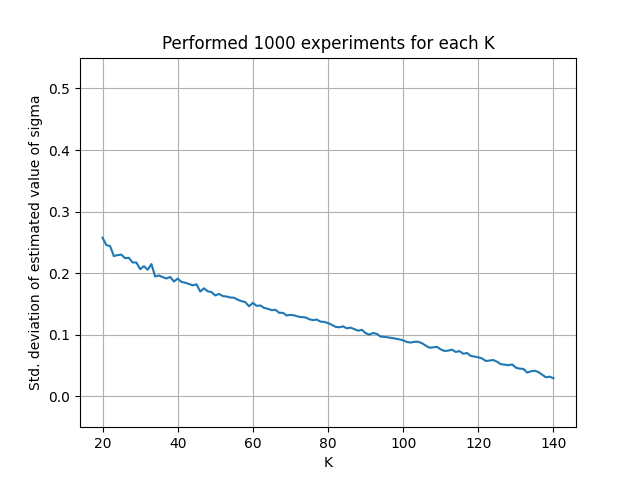 Performed 1000 experiments for each K
Std. deviation of estimated value of sigma
0.5
0.4
0.3
0.2
0.1
0.0
20 40 60 80 100 120 140
K